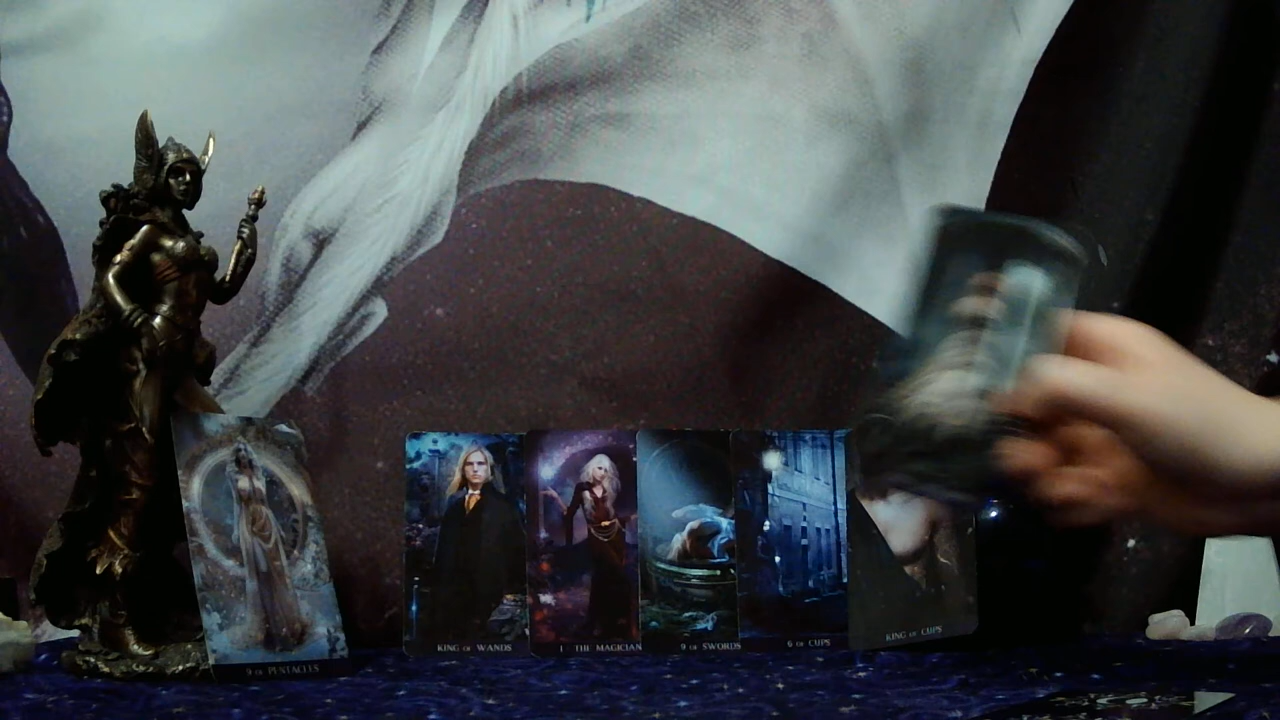 9 OF PENTACLES
KING OF WANDS
I THE MAGICIAN
9 OF SWORDS
6 OF CUPS
KING OF CUPS